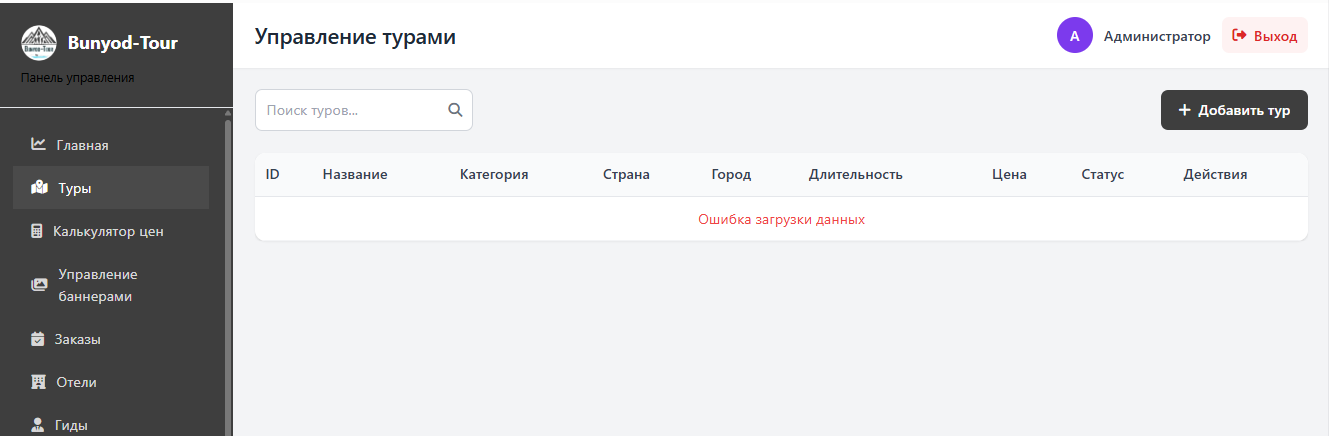 Bunyod-Tour
Панель управления
Главная
Туры
Калькулятор цен
Управление
баннерами
Заказы
Отели
Гиды
Управление турами
А Администратор Выход
Поиск туров...
Добавить тур
ID Название Категория Страна Город Длительность Цена Статус Действия
Ошибка загрузки данных